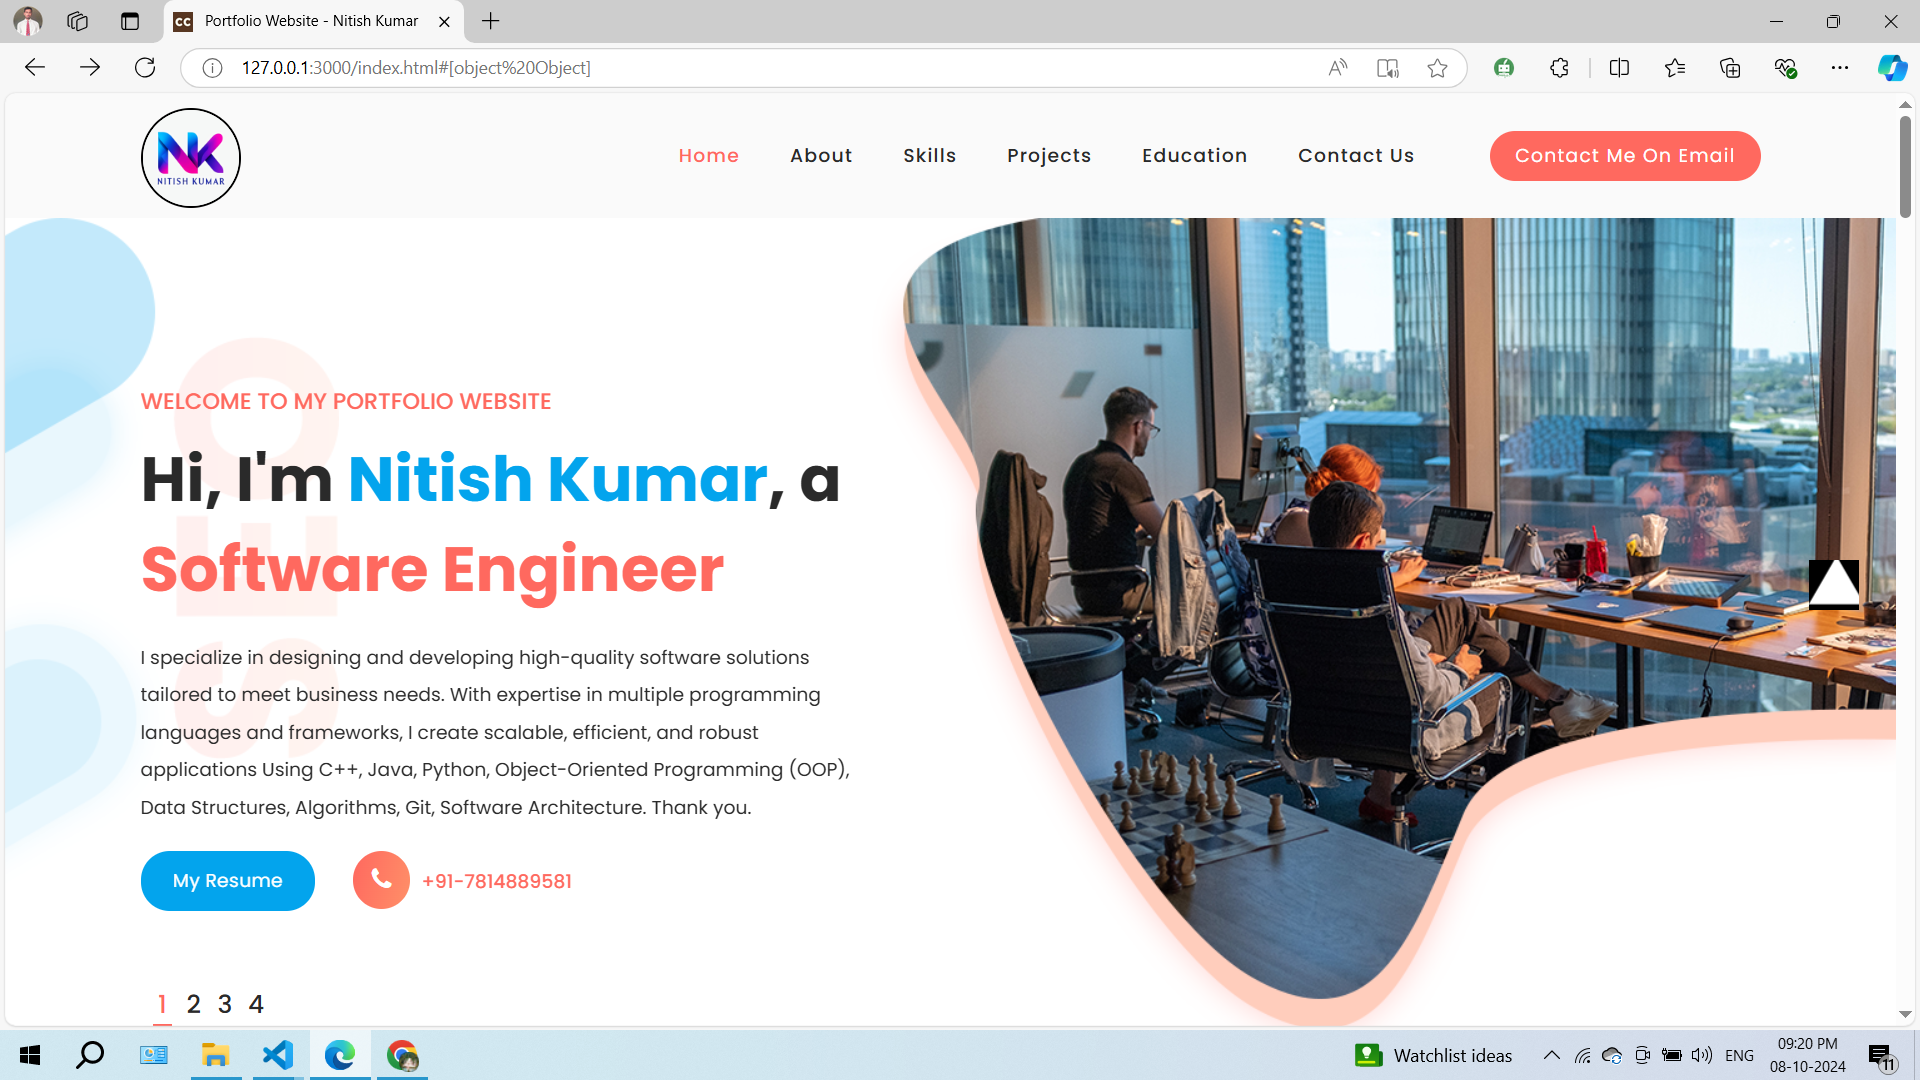 CC Portfolio Website - Nitish Kumar
127.0.0.1:3000/index.html#[object%20Object]
NK
NITISH KUMAR
Home About Skills Projects Education Contact Us Contact Me On Email
SEO
WELCOME TO MY PORTFOLIO WEBSITE
Hi, I'm Nitish Kumar, a
Software Engineer
I specialize in designing and developing high-quality software solutions
tailored to meet business needs. With expertise in multiple programming
languages and frameworks, I create scalable, efficient, and robust
applications Using C++, Java, Python, Object-Oriented Programming (OOP),
Data Structures, Algorithms, Git, Software Architecture. Thank you.
My Resume +91-7814889581
1 2 3 4
Watchlist ideas ENG 09:20 PM
08-10-2024
11